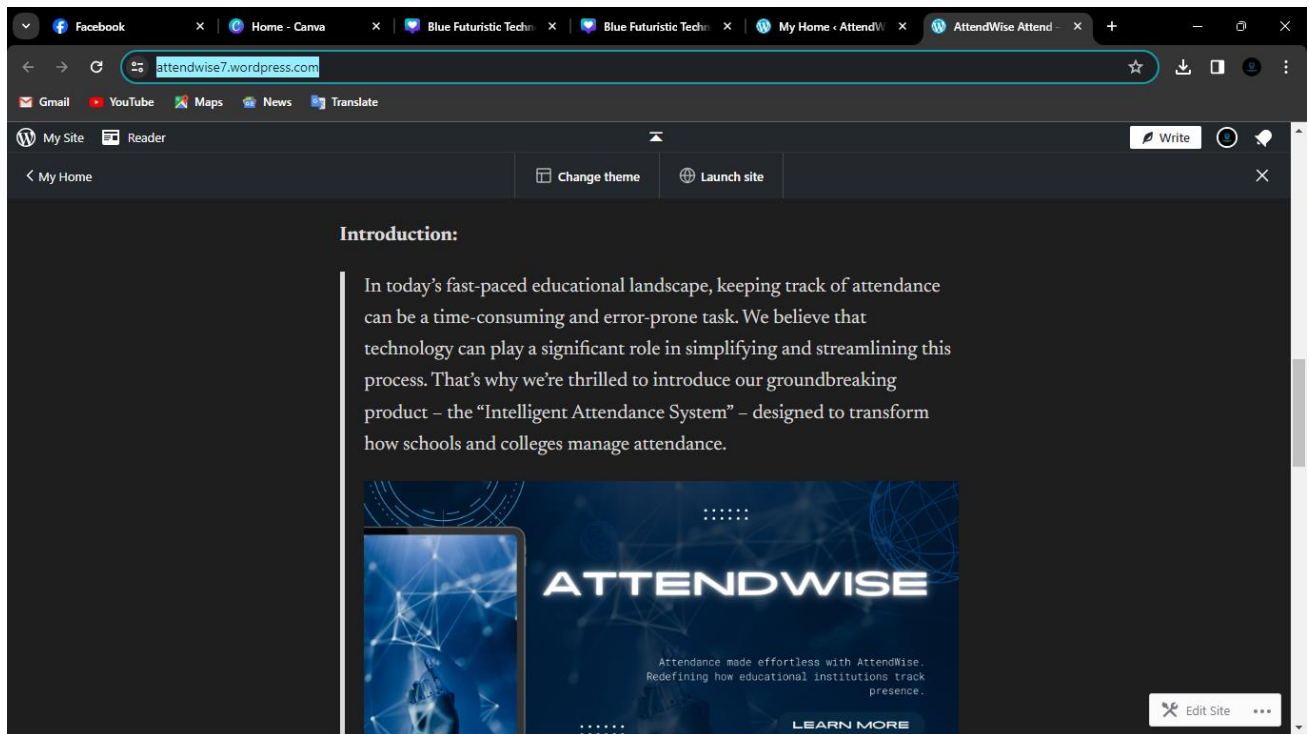 Facebook
Home - Canva
Blue Futuristic Techn
Blue Futuristic Techn
My Home ‹ AttendW
AttendWise Attend –
attendwise7.wordpress.com
Gmail YouTube Maps News Translate
My Site Reader Write
My Home Change theme Launch site
Introduction:
In today’s fast-paced educational landscape, keeping track of attendance
can be a time-consuming and error-prone task. We believe that
technology can play a significant role in simplifying and streamlining this
process. That’s why we’re thrilled to introduce our groundbreaking
product – the “Intelligent Attendance System” – designed to transform
how schools and colleges manage attendance.
ATTENDWISE
Attendance made effortless with AttendWise.
Redefining how educational institutions track
presence.
LEARN MORE
Edit Site